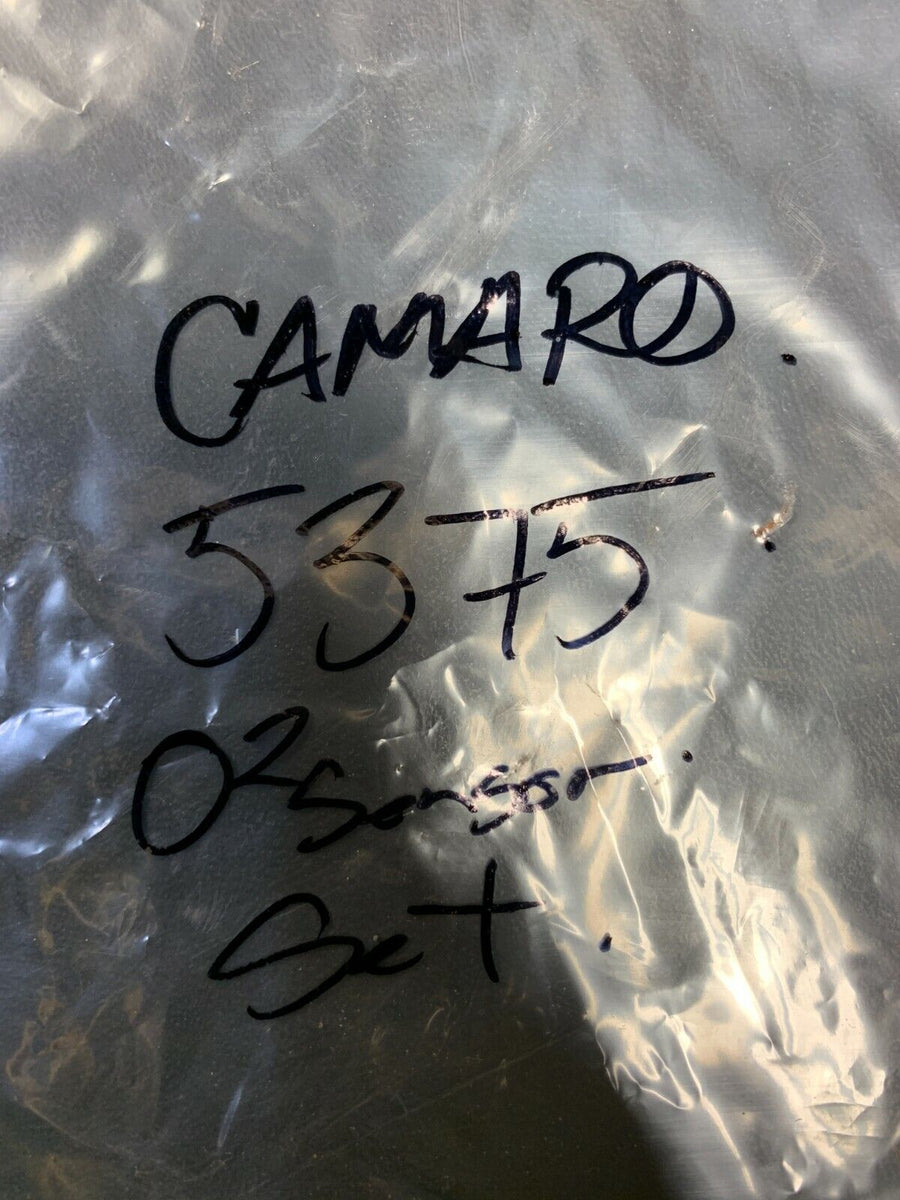 CAMARO.
5375
O2 Sensor.
Set.